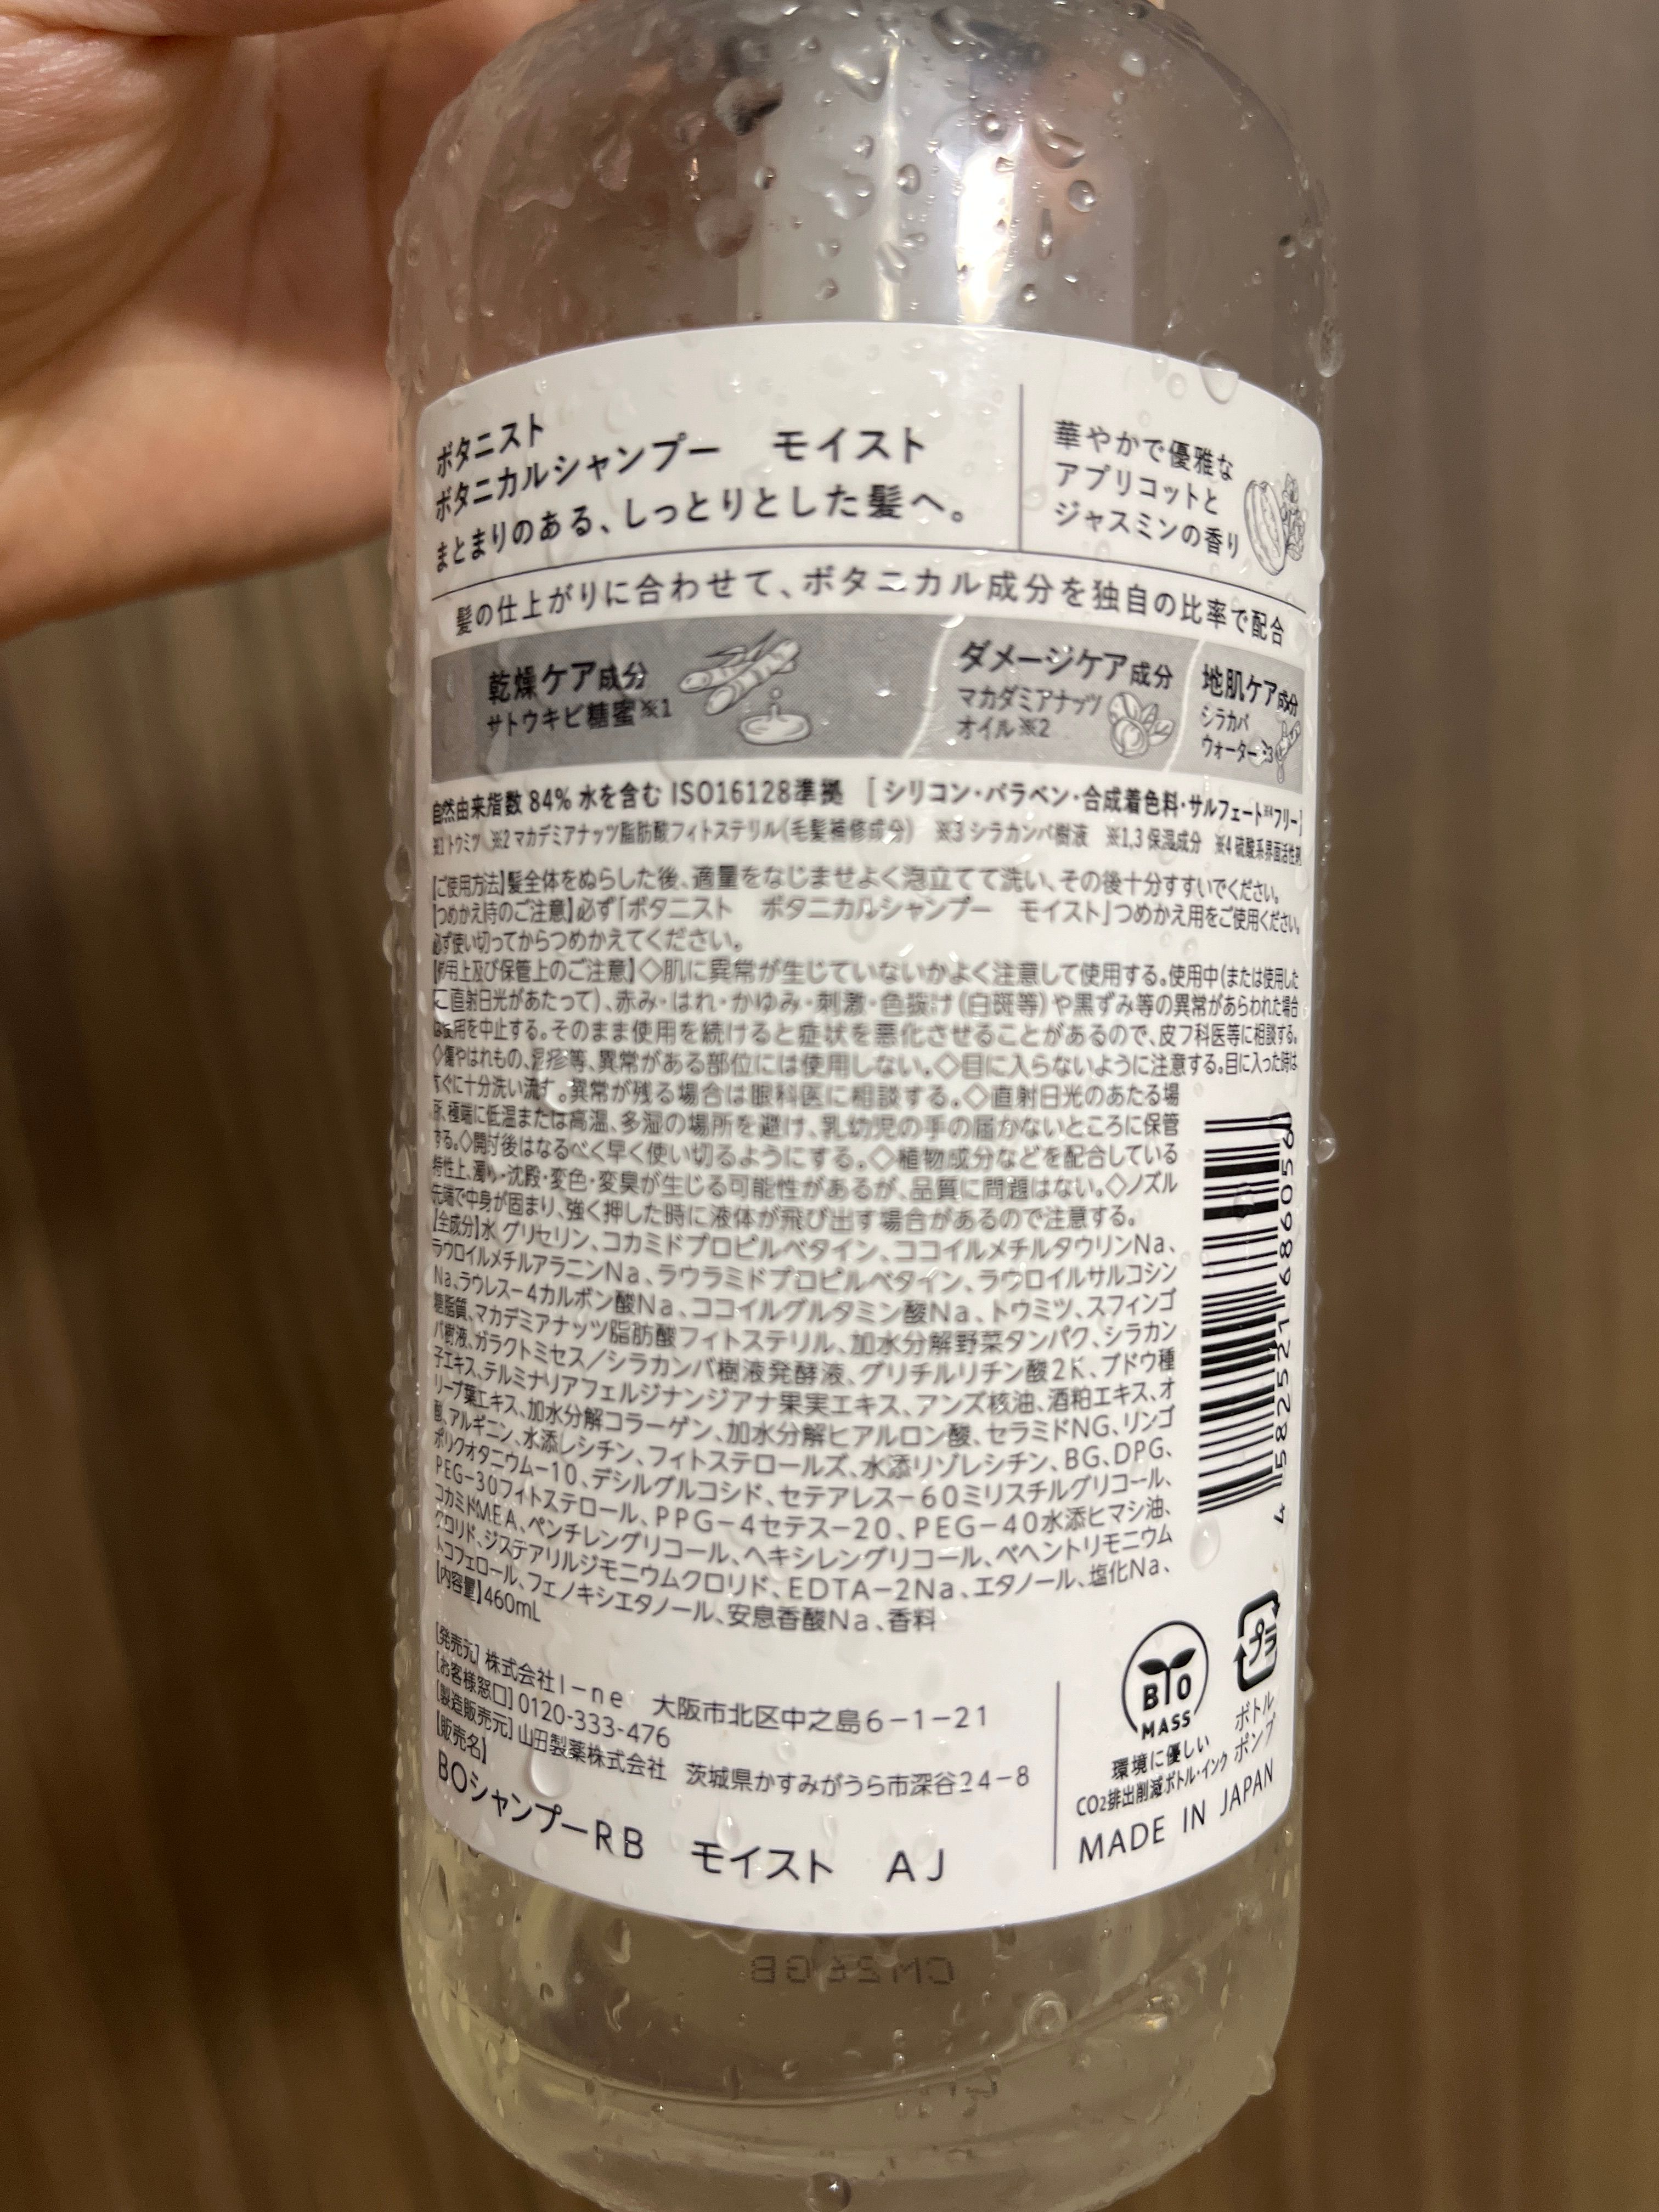 ボタニスト
ボタニカルシャンプー　モイスト
まとまりのある、しっとりとした髪へ。
華やかで優雅な
アプリコットと
ジャスミンの香り
髪の仕上がりに合わせて、ボタニカル成分を独自の比率で配合
乾燥ケア成分
サトウキビ糖蜜※1
ダメージケア成分
マカダミアナッツ
オイル※2
地肌ケア成分
シラカバ
ウォーター※3
自然由来指数 84% 水を含む ISO16128準拠 ［シリコン・パラベン・合成着色料・サルフェート※4フリー］
※1 トウミツ ※2 マカデミアナッツ脂肪酸フィトステリル(毛髪補修成分) ※3 シラカンバ樹液 ※1,3 保湿成分 ※4 硫酸系界面活性剤
【ご使用方法】髪全体をぬらした後、適量をなじませよく泡立てて洗い、その後十分すすいでください。
【つめかえ時のご注意】必ず「ボタニスト　ボタニカルシャンプー　モイスト」つめかえ用をご使用ください。
必ず使い切ってからつめかえてください。
【使用上及び保管上のご注意】◇肌に異常が生じていないかよく注意して使用する。使用中(または使用した
に直射日光があたって)、赤み・はれ・かゆみ・刺激・色抜け(白斑等)や黒ずみ等の異常があらわれた場合
は使用を中止する。そのまま使用を続けると症状を悪化させることがあるので、皮フ科医等に相談する。
◇傷やはれもの、湿疹等、異常がある部位には使用しない。◇目に入らないように注意する。目に入った時は
すぐに十分洗い流す。異常が残る場合は眼科医に相談する。◇直射日光のあたる場
所、極端に低温または高温、多湿の場所を避け、乳幼児の手の届かないところに保管
する。◇開封後はなるべく早く使い切るようにする。◇植物成分などを配合している
特性上、濁り・沈殿・変色・変臭が生じる可能性があるが、品質に問題はない。◇ノズル
先端で中身が固まり、強く押した時に液体が飛び出す場合があるので注意する。
【全成分】水、グリセリン、コカミドプロピルベタイン、ココイルメチルタウリンNa、
ラウロイルメチルアラニンNa、ラウラミドプロピルベタイン、ラウロイルサルコシン
Na、ラウレス－4カルボン酸Na、ココイルグルタミン酸Na、トウミツ、スフィンゴ
糖脂質、マカデミアナッツ脂肪酸フィトステリル、加水分解野菜タンパク、シラカン
バ樹液、ガラクトミセス／シラカンバ樹液発酵液、グリチルリチン酸2K、ブドウ種
子エキス、テルミナリアフェルジナンジアナ果実エキス、アンズ核油、酒粕エキス、オ
リーブ葉エキス、加水分解コラーゲン、加水分解ヒアルロン酸、セラミドNG、リンゴ
酸、アルギニン、水添レシチン、フィトステロールズ、水添リゾレシチン、BG、DPG、
ポリクオタニウム－10、デシルグルコシド、セテアレス－60ミリスチルグリコール、
PEG－30フィトステロール、PPG－4セテス－20、PEG－40水添ヒマシ油、
コカミドMEA、ペンチレングリコール、ヘキシレングリコール、ベヘントリモニウム
クロリド、ジステアリルジモニウムクロリド、EDTA－2Na、エタノール、塩化Na、
トコフェロール、フェノキシエタノール、安息香酸Na、香料
【内容量】460mL
4 582521 686056
【発売元】株式会社I－ne　大阪市北区中之島6－1－21
【お客様窓口】0120-333-476
【製造販売元】山田製薬株式会社　茨城県かすみがうら市深谷24－8
【販売名】
BOシャンプーRB　モイスト　AJ
BIO
MASS
環境に優しい
CO2排出削減ボトル・インク
プラ
ボトル
ポンプ
MADE IN JAPAN